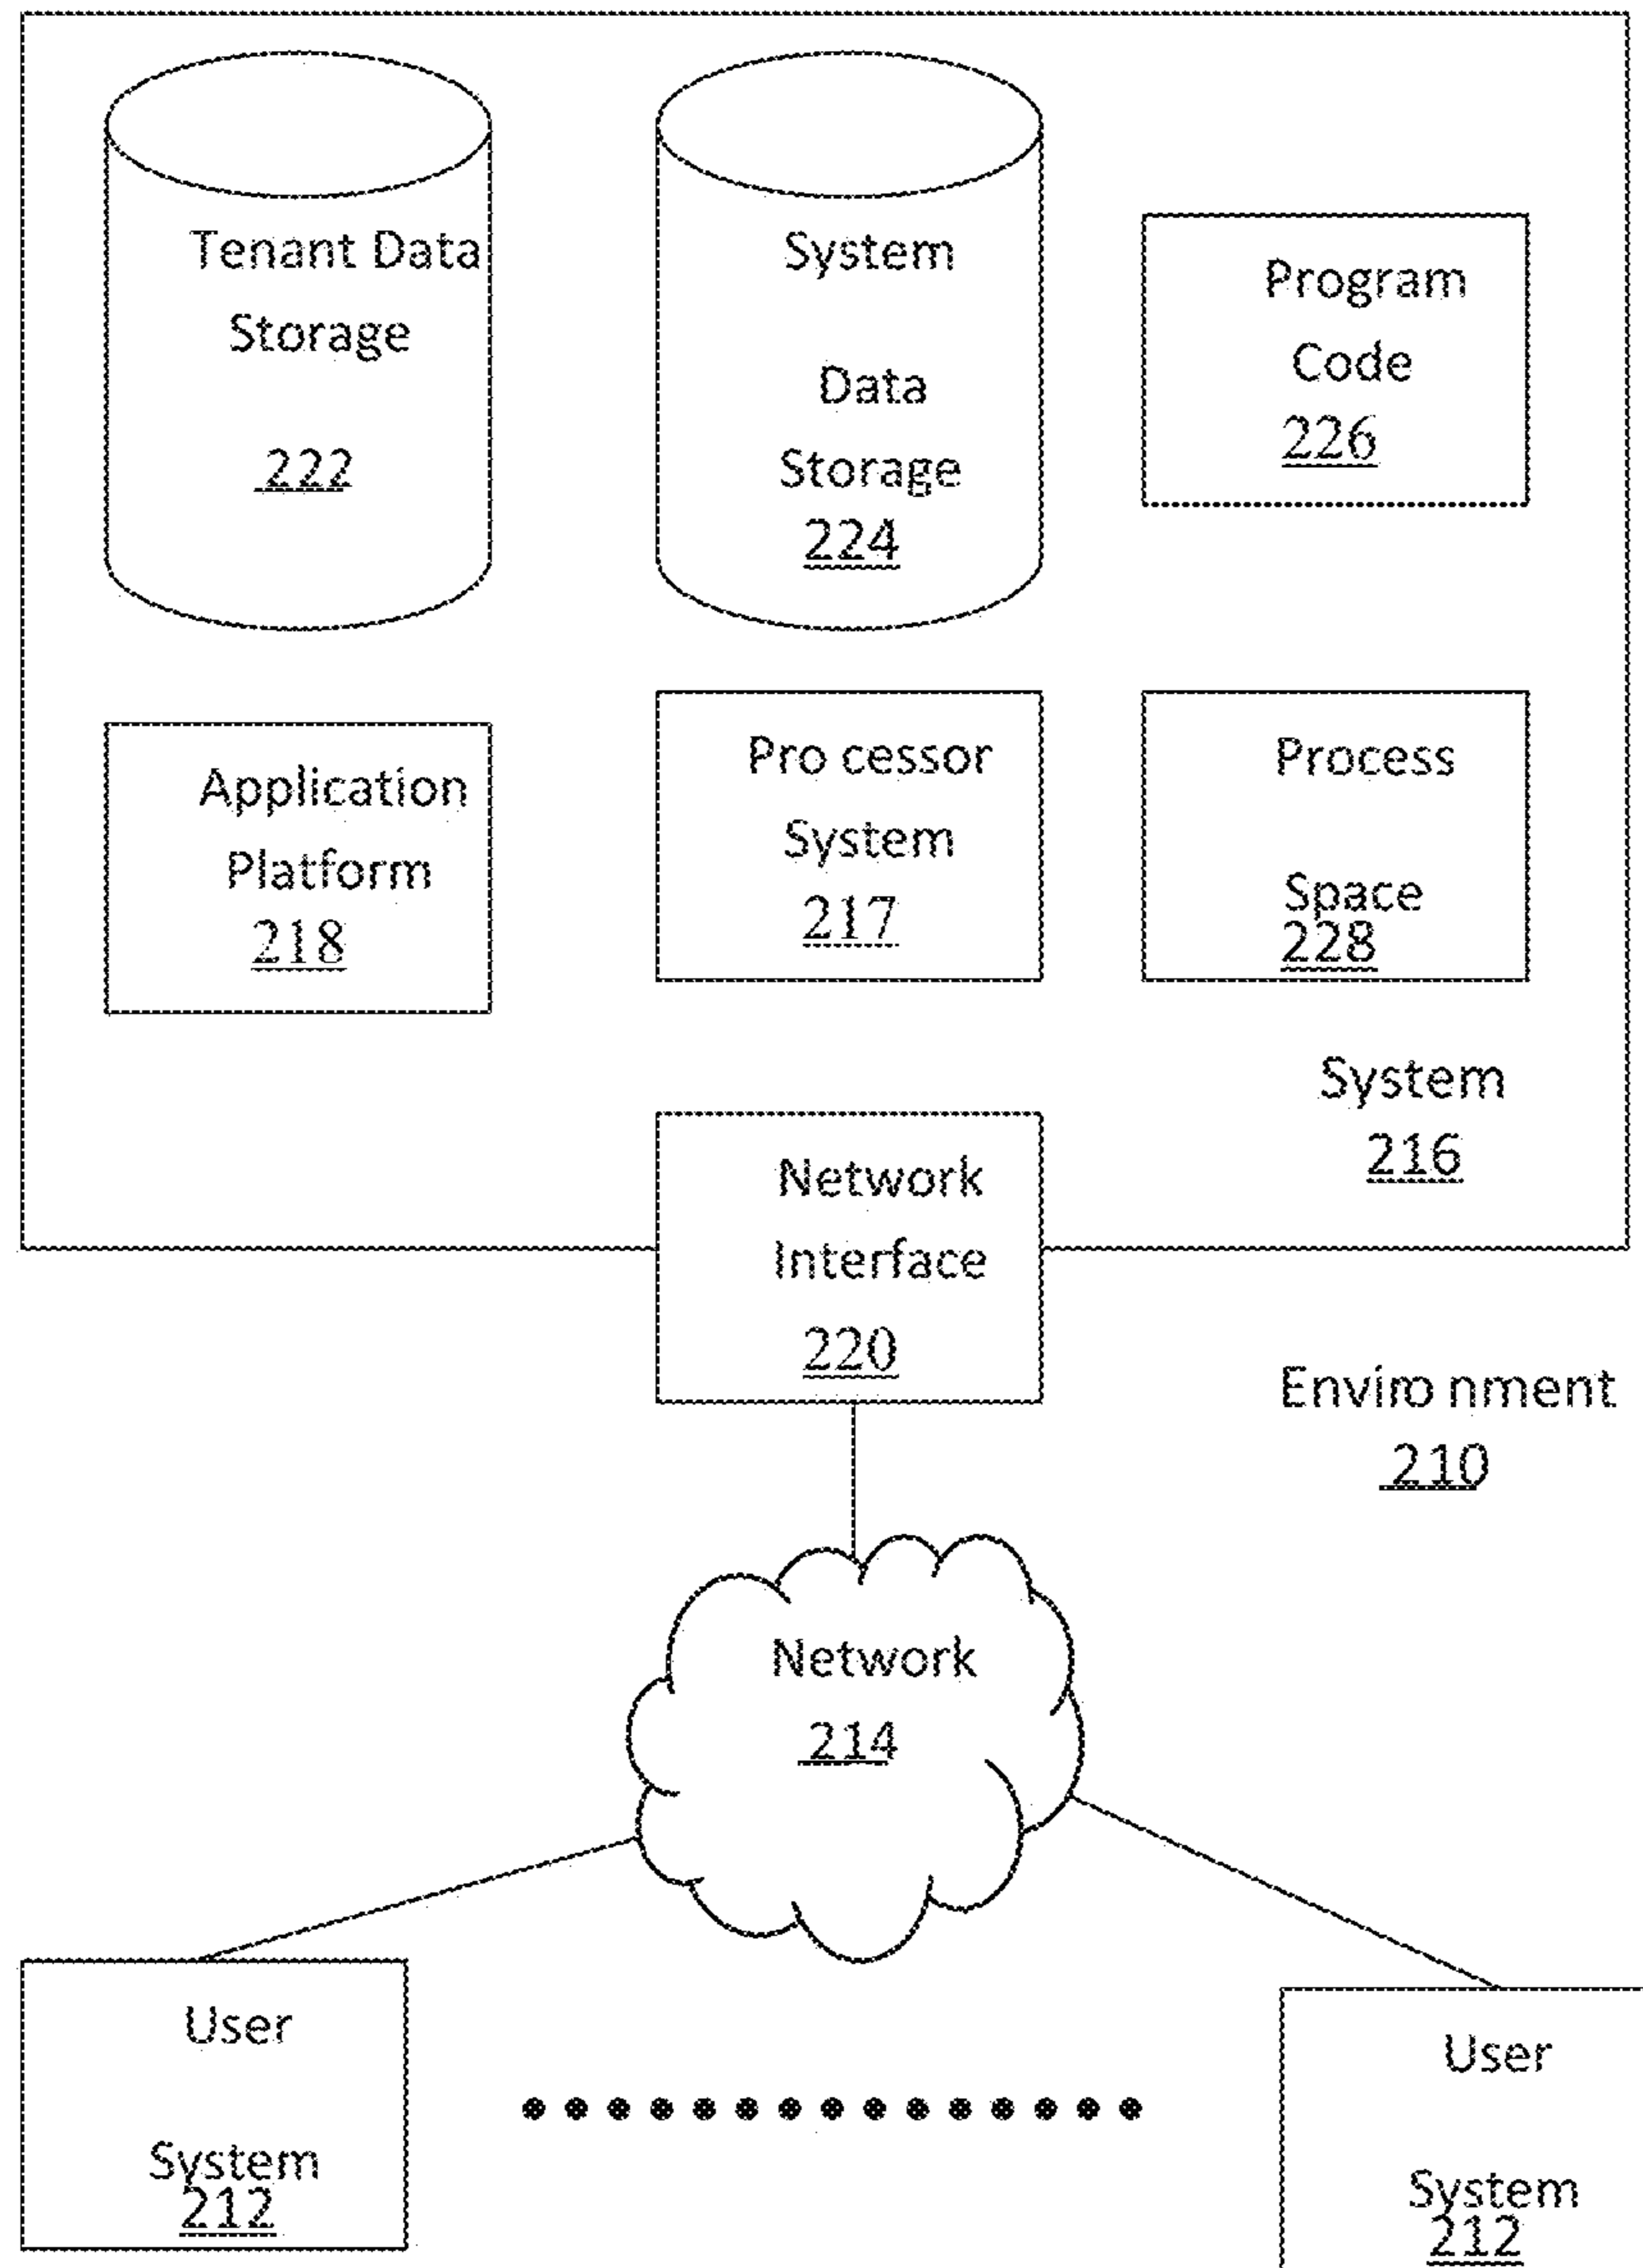 Tenant Data
Storage
222
System
Data
Storage
224
Program
Code
226
Application
Platform
218
Pro cessor
System
217
Process
Space
228
System
216
Network
Interface
220
Enviro nment
210
Network
214
User
System
212
User
System
212